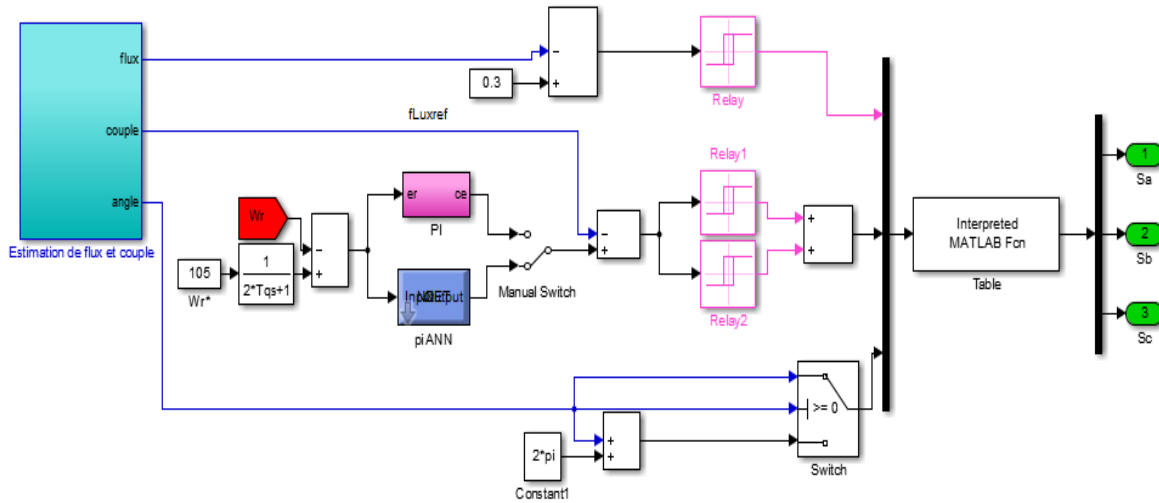 flux
couple
angle
Estimation de flux et couple
0.3
fLuxref
Relay
Wr
105
Wr*
1
2*Tqs+1
er
ce
PI
piANN
Manual Switch
Relay1
Relay2
2*pi
Constant1
>= 0
Switch
Interpreted
MATLAB Fcn
Table
1
Sa
2
Sb
3
Sc